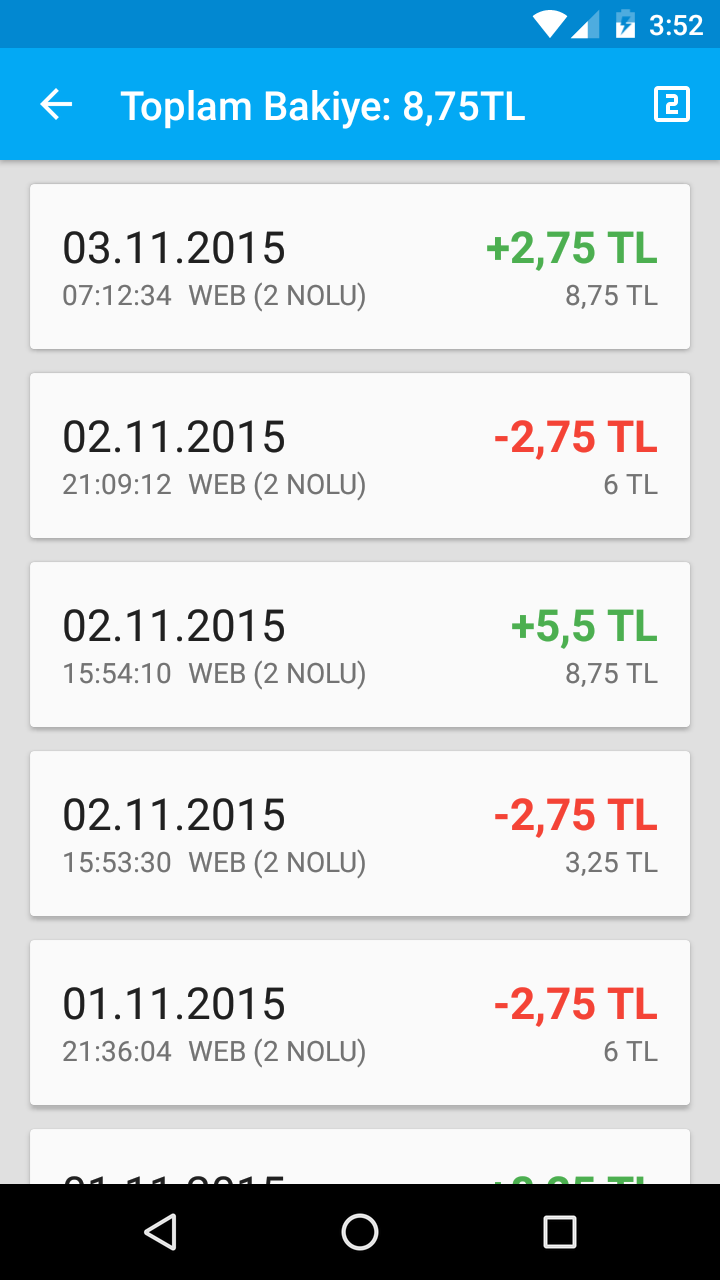 3:52
Toplam Bakiye: 8,75TL
2
03.11.2015 +2,75 TL
07:12:34 WEB (2 NOLU) 8,75 TL
02.11.2015 -2,75 TL
21:09:12 WEB (2 NOLU) 6 TL
02.11.2015 +5,5 TL
15:54:10 WEB (2 NOLU) 8,75 TL
02.11.2015 -2,75 TL
15:53:30 WEB (2 NOLU) 3,25 TL
01.11.2015 -2,75 TL
21:36:04 WEB (2 NOLU) 6 TL